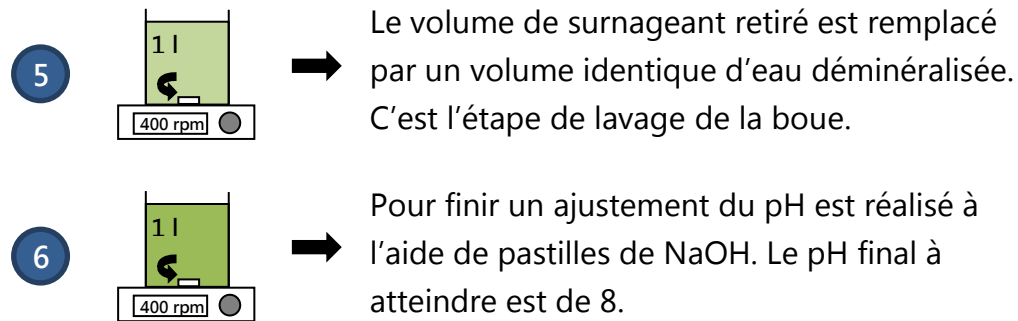 5
1 l
400 rpm
Le volume de surnageant retiré est remplacé
par un volume identique d'eau déminéralisée.
C'est l'étape de lavage de la boue.
6
1 l
400 rpm
Pour finir un ajustement du pH est réalisé à
l'aide de pastilles de NaOH. Le pH final à
atteindre est de 8.